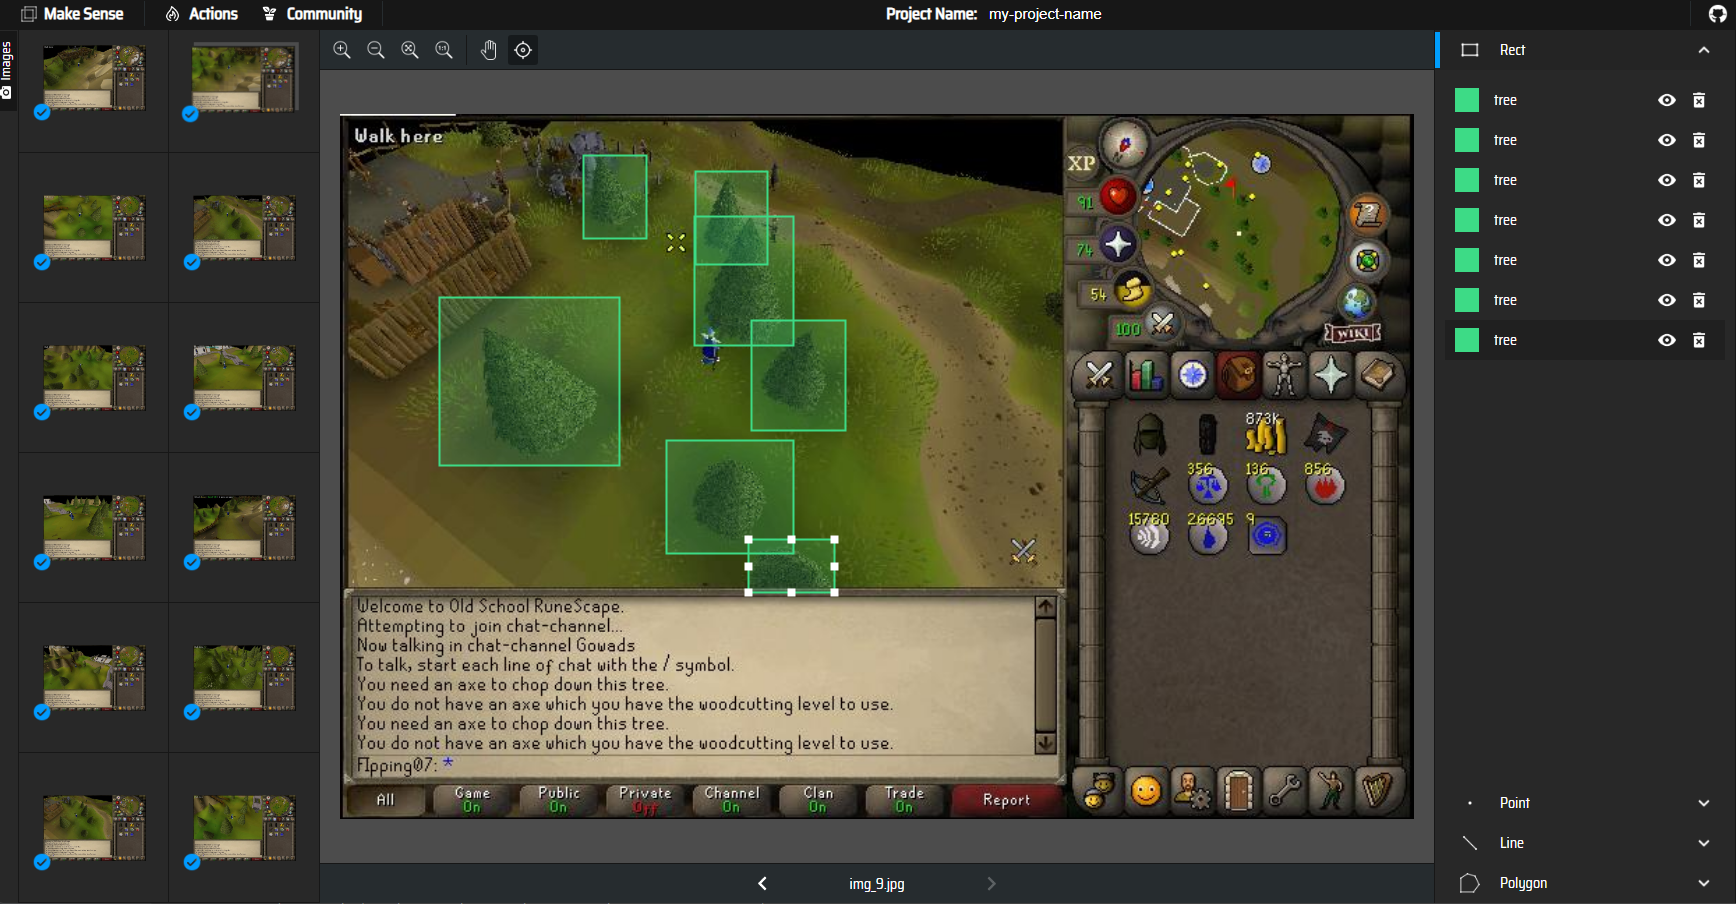 Make Sense
Actions
Community
Project Name: my-project-name
Images
Rect
tree
tree
tree
tree
tree
tree
tree
Walk here
XP
91
74
54
100
WIKI
873K
356
136
856
15780
26695
9
Welcome to Old School RuneScape.
Attempting to join chat-channel...
Now talking in chat-channel Gowads
To talk, start each line of chat with the / symbol.
You need an axe to chop down this tree.
You do not have an axe which you have the woodcutting level to use.
You need an axe to chop down this tree.
You do not have an axe which you have the woodcutting level to use.
FIpping07: *
All
Game
On
Public
On
Private
Off
Channel
On
Clan
On
Trade
On
Report
Point
Line
Polygon
img_9.jpg